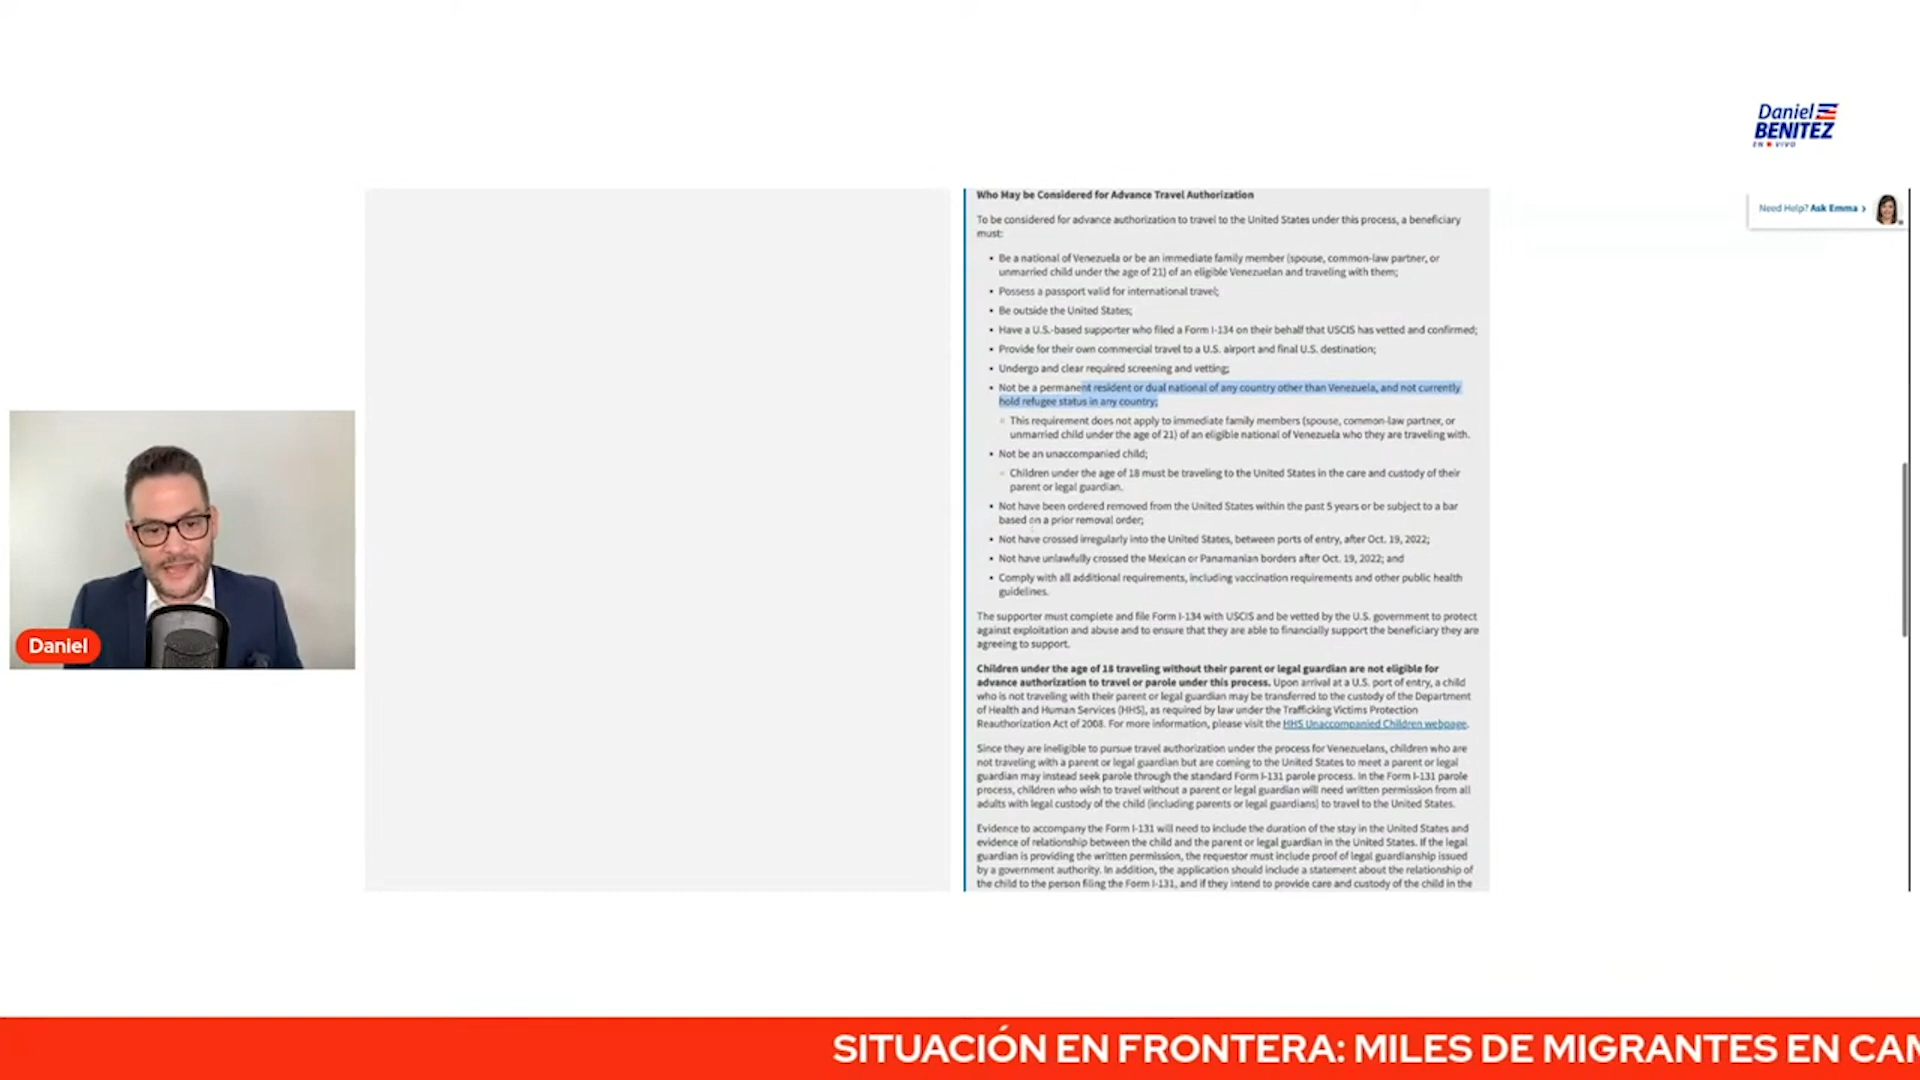 Daniel
BENITEZ
EN VIVO
Need Help? Ask Emma
Who May be Considered for Advance Travel Authorization
To be considered for advance authorization to travel to the United States under this process, a beneficiary
must:
• Be a national of Venezuela or be an immediate family member (spouse, common-law partner, or
unmarried child under the age of 21) of an eligible Venezuelan and traveling with them;
• Possess a passport valid for international travel;
• Be outside the United States;
• Have a U.S.-based supporter who filed a Form I-134 on their behalf that USCIS has vetted and confirmed;
• Provide for their own commercial travel to a U.S. airport and final U.S. destination;
• Undergo and clear required screening and vetting;
• Not be a permanent resident or dual national of any country other than Venezuela, and not currently
hold refugee status in any country;
This requirement does not apply to immediate family members (spouse, common-law partner, or
unmarried child under the age of 21) of an eligible national of Venezuela who they are traveling with.
• Not be an unaccompanied child;
Children under the age of 18 must be traveling to the United States in the care and custody of their
parent or legal guardian.
• Not have been ordered removed from the United States within the past 5 years or be subject to a bar
based on a prior removal order;
• Not have crossed irregularly into the United States, between ports of entry, after Oct. 19, 2022;
• Not have unlawfully crossed the Mexican or Panamanian borders after Oct. 19, 2022; and
• Comply with all additional requirements, including vaccination requirements and other public health
guidelines.
The supporter must complete and file Form I-134 with USCIS and be vetted by the U.S. government to protect
against exploitation and abuse and to ensure that they are able to financially support the beneficiary they are
agreeing to support.
Children under the age of 18 traveling without their parent or legal guardian are not eligible for
advance authorization to travel or parole under this process. Upon arrival at a U.S. port of entry, a child
who is not traveling with their parent or legal guardian may be transferred to the custody of the Department
of Health and Human Services (HHS), as required by law under the Trafficking Victims Protection
Reauthorization Act of 2008. For more information, please visit the HHS Unaccompanied Children webpage.
Since they are ineligible to pursue travel authorization under the process for Venezuelans, children who are
not traveling with a parent or legal guardian but are coming to the United States to meet a parent or legal
guardian may instead seek parole through the standard Form I-131 parole process. In the Form I-131 parole
process, children who wish to travel without a parent or legal guardian will need written permission from all
adults with legal custody of the child (including parents or legal guardians) to travel to the United States.
Evidence to accompany the Form I-131 will need to include the duration of the stay in the United States and
evidence of relationship between the child and the parent or legal guardian in the United States. If the legal
guardian is providing the written permission, the requestor must include proof of legal guardianship issued
by a government authority. In addition, the application should include a statement about the relationship of
the child to the person filing the Form I-131, and if they intend to provide care and custody of the child in the
Daniel
SITUACIÓN EN FRONTERA: MILES DE MIGRANTES EN CAM